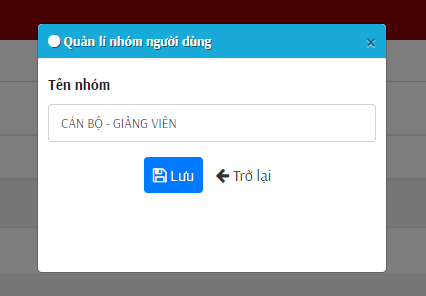 Quản lí nhóm người dùng ×
Tên nhóm
CÁN BỘ - GIẢNG VIÊN
Lưu Trở lại